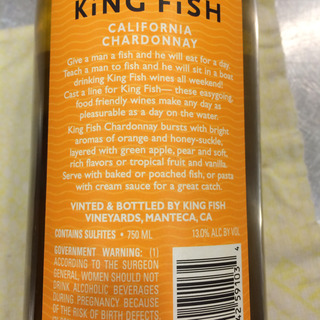 KiNG FiSH
CALIFORNIA
CHARDONNAY
Give a man a fish and he will eat for a day.
Teach a man to fish and he will sit in a boat
drinking King Fish wines all weekend!
Cast a line for King Fish— these easygoing,
food friendly wines make any day as
pleasurable as a day on the water.
King Fish Chardonnay bursts with bright
aromas of orange and honey-suckle,
layered with green apple, pear and soft,
rich flavors or tropical fruit and vanilla.
Serve with baked or poached fish, or pasta
with cream sauce for a great catch.
VINTED & BOTTLED BY KING FISH
VINEYARDS, MANTECA, CA
CONTAINS SULFITES • 750 ML 13.0% ALC BY VOL
GOVERNMENT WARNING: (1)
ACCORDING TO THE SURGEON
GENERAL, WOMEN SHOULD NOT
DRINK ALCOHOLIC BEVERAGES
DURING PREGNANCY BECAUSE
OF THE RISK OF BIRTH DEFECTS